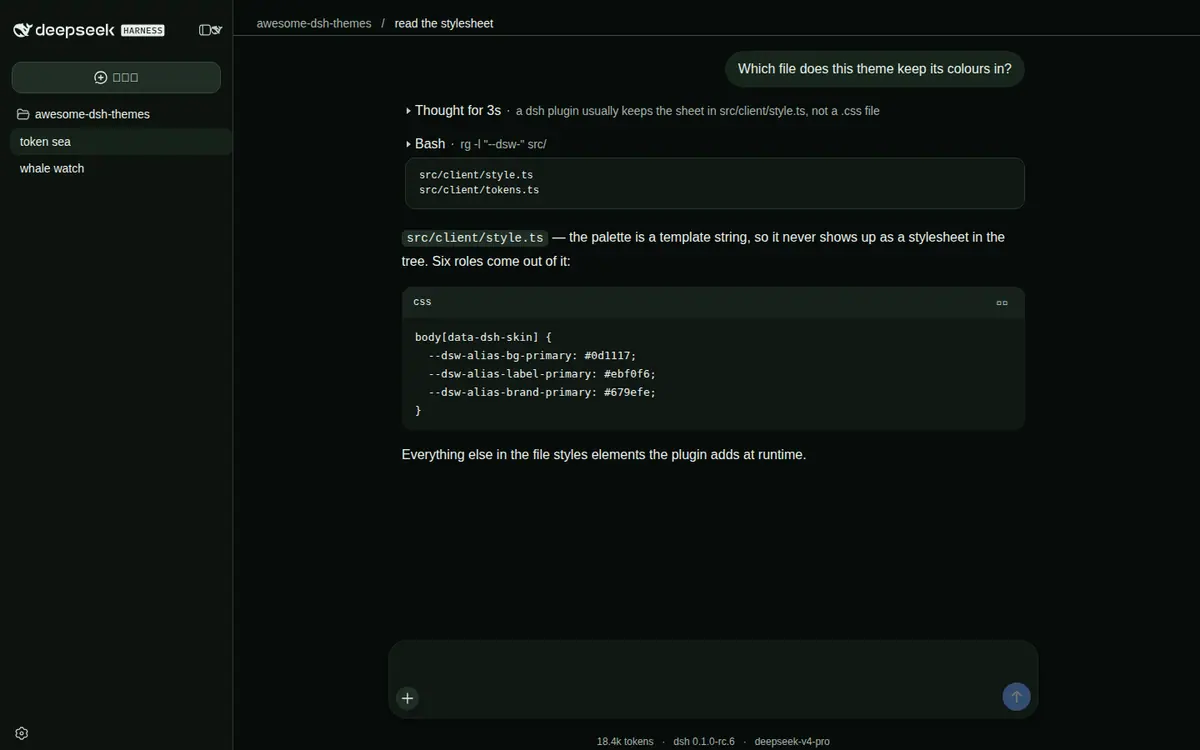 deepseek HARNESS
awesome-dsh-themes
token sea
whale watch
awesome-dsh-themes / read the stylesheet
Which file does this theme keep its colours in?
Thought for 3s · a dsh plugin usually keeps the sheet in src/client/style.ts, not a .css file
Bash · rg -l "--dsw-" src/
src/client/style.ts
src/client/tokens.ts
src/client/style.ts — the palette is a template string, so it never shows up as a stylesheet in the
tree. Six roles come out of it:
css
body[data-dsh-skin] {
--dsw-alias-bg-primary: #0d1117;
--dsw-alias-label-primary: #ebf0f6;
--dsw-alias-brand-primary: #679efe;
}
Everything else in the file styles elements the plugin adds at runtime.
18.4k tokens · dsh 0.1.0-rc.6 · deepseek-v4-pro